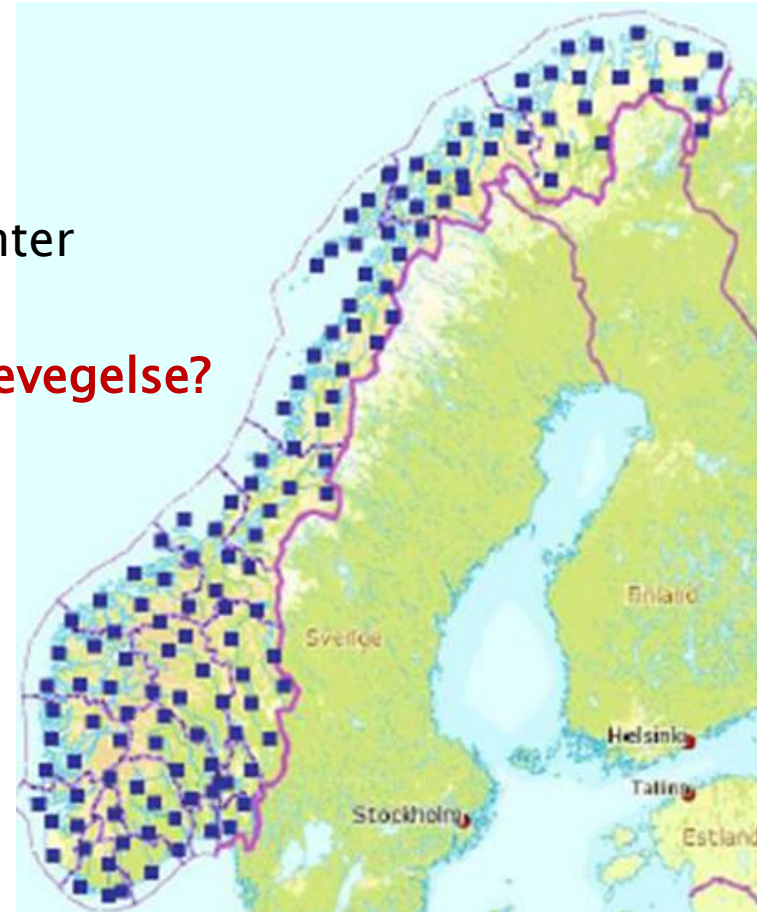 nter
evegelse?
Finland
Sverige
Helsinki
Tallinn
Stockholm
Estland